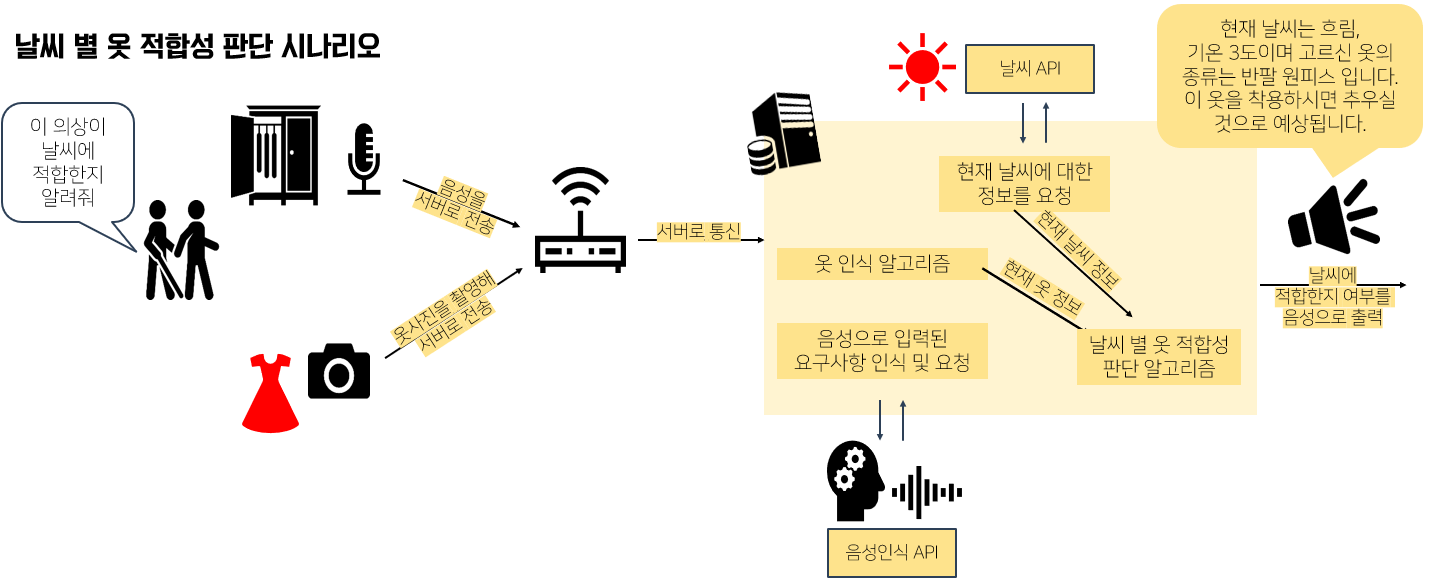 날씨 별 옷 적합성 판단 시나리오
이 의상이
날씨에
적합한지
알려줘
음성을
서버로 전송
옷사진을 촬영해
서버로 전송
서버로 통신
날씨 API
현재 날씨에 대한
정보를 요청
옷 인식 알고리즘
음성으로 입력된
요구사항 인식 및 요청
현재 날씨 정보
현재 옷 정보
날씨 별 옷 적합성
판단 알고리즘
음성인식 API
현재 날씨는 흐림,
기온 3도이며 고르신 옷의
종류는 반팔 원피스 입니다.
이 옷을 착용하시면 추우실
것으로 예상됩니다.
날씨에
적합한지 여부를
음성으로 출력